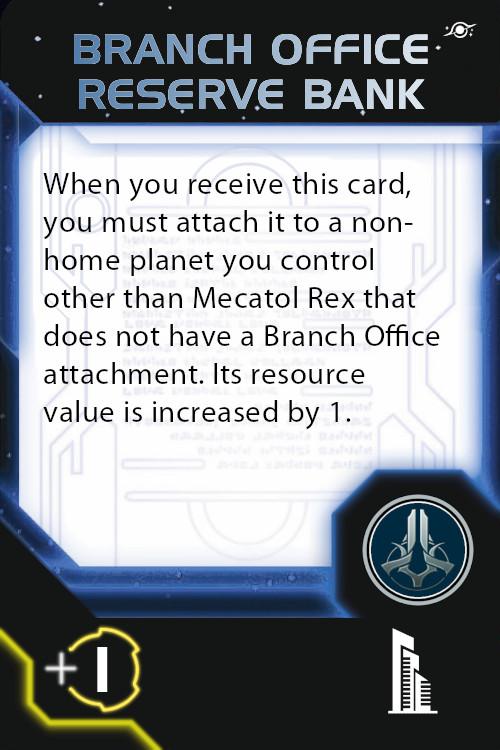 BRANCH OFFICE
RESERVE BANK
When you receive this card,
you must attach it to a non-
home planet you control
other than Mecatol Rex that
does not have a Branch Office
attachment. Its resource
value is increased by 1.
+1